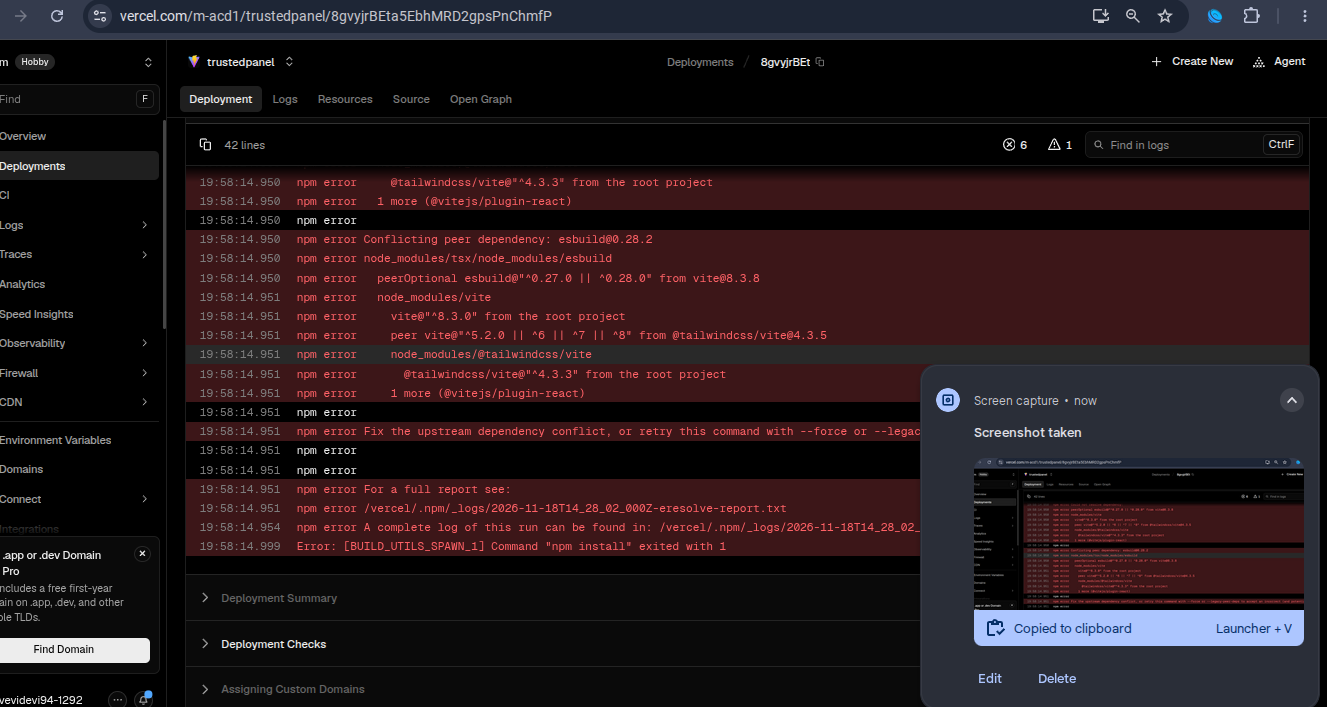 vercel.com/m-acd1/trustedpanel/8gvyjrBEta5EbhMRD2gpsPnChmfP
m Hobby
trustedpanel
Deployments / 8gvyjrBEt
Create New
Agent
Find F
Deployment Logs Resources Source Open Graph
Overview
Deployments
CI
Logs
Traces
Analytics
Speed Insights
Observability
Firewall
CDN
Environment Variables
Domains
Connect
Integrations
.app or .dev Domain
Pro
ncludes a free first-year
ain on .app, .dev, and other
ble TLDs.
Find Domain
vevidevi94-1292
42 lines
6 1 Find in logs CtrlF
19:58:14.950 npm error @tailwindcss/vite@"^4.3.3" from the root project
19:58:14.950 npm error 1 more (@vitejs/plugin-react)
19:58:14.950 npm error
19:58:14.950 npm error Conflicting peer dependency: esbuild@0.28.2
19:58:14.950 npm error node_modules/tsx/node_modules/esbuild
19:58:14.950 npm error peerOptional esbuild@"^0.27.0 || ^0.28.0" from vite@8.3.8
19:58:14.951 npm error node_modules/vite
19:58:14.951 npm error vite@"^8.3.0" from the root project
19:58:14.951 npm error peer vite@"^5.2.0 || ^6 || ^7 || ^8" from @tailwindcss/vite@4.3.5
19:58:14.951 npm error node_modules/@tailwindcss/vite
19:58:14.951 npm error @tailwindcss/vite@"^4.3.3" from the root project
19:58:14.951 npm error 1 more (@vitejs/plugin-react)
19:58:14.951 npm error
19:58:14.951 npm error Fix the upstream dependency conflict, or retry this command with --force or --legac
19:58:14.951 npm error
19:58:14.951 npm error
19:58:14.951 npm error For a full report see:
19:58:14.951 npm error /vercel/.npm/_logs/2026-11-18T14_28_02_000Z-eresolve-report.txt
19:58:14.954 npm error A complete log of this run can be found in: /vercel/.npm/_logs/2026-11-18T14_28_02_
19:58:14.999 Error: [BUILD_UTILS_SPAWN_1] Command "npm install" exited with 1
Deployment Summary
Deployment Checks
Assigning Custom Domains
Screen capture • now
Screenshot taken
Copied to clipboard Launcher + V
Edit Delete